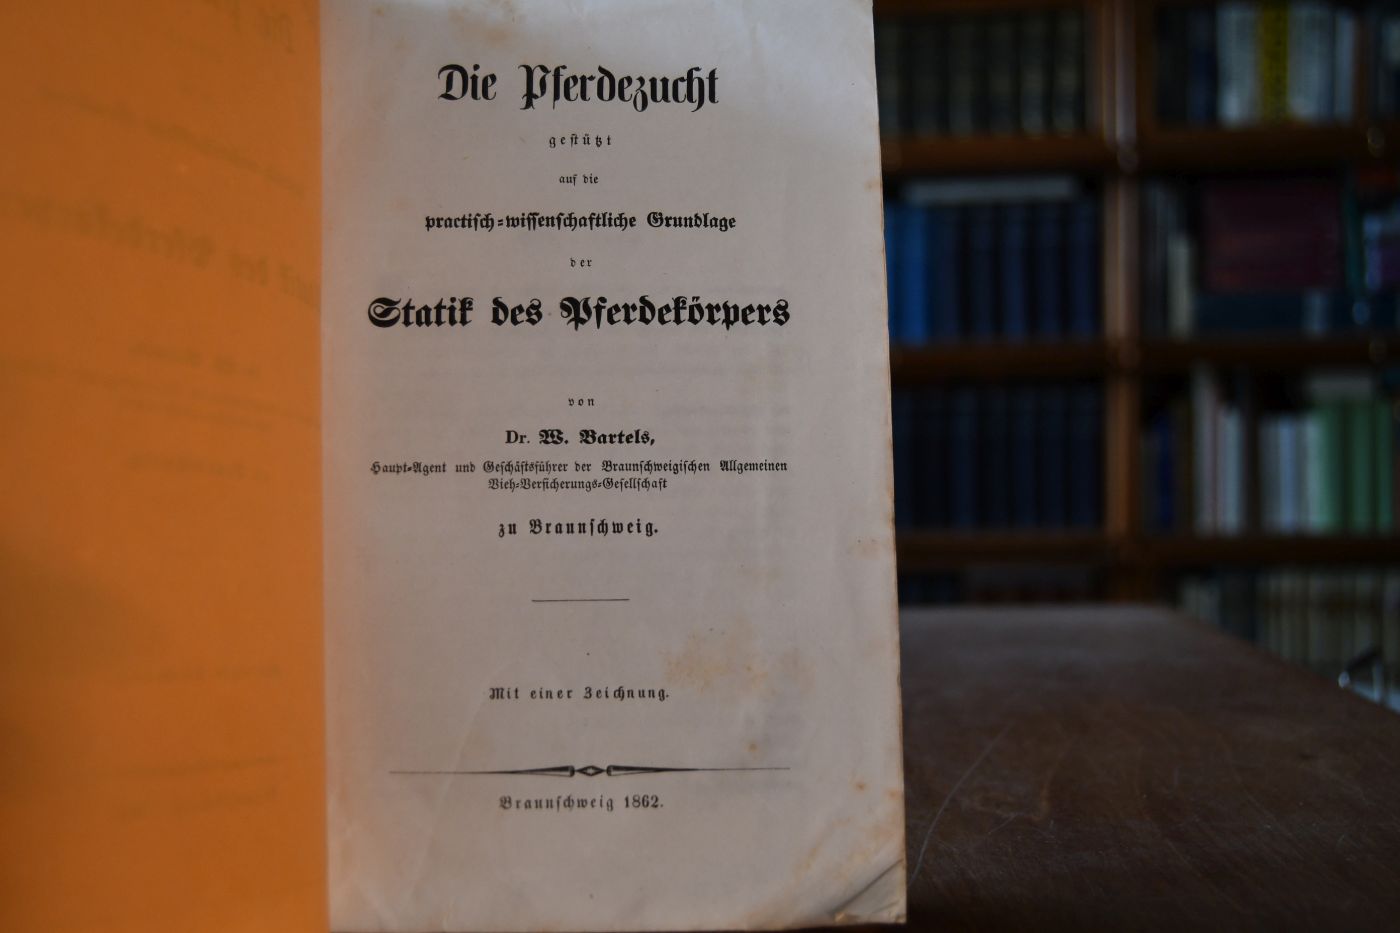 Die Pferdezucht
gestützt
auf die
practisch-wissenschaftliche Grundlage
der
Statik des Pferdekörpers
von
Dr. W. Bartels,
Haupt-Agent und Geschäftsführer der Braunschweigischen Allgemeinen
Vieh-Versicherungs-Gesellschaft
zu Braunschweig.
Mit einer Zeichnung.
Braunschweig 1862.